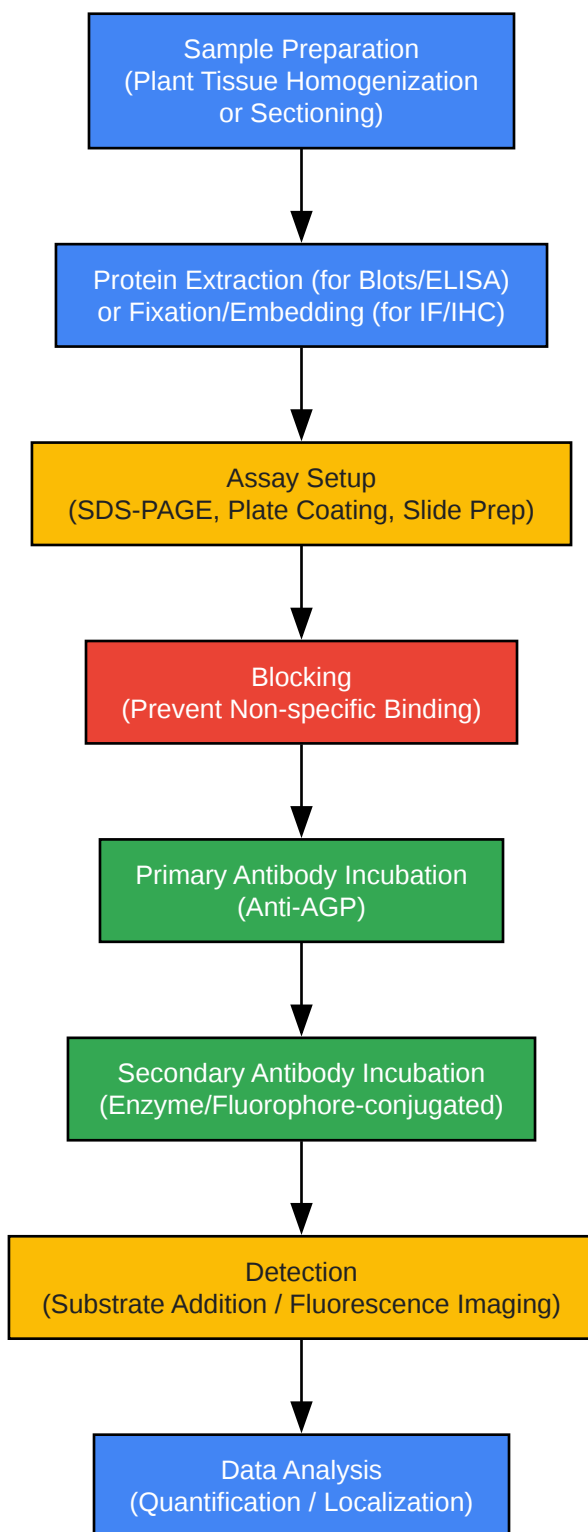 Sample Preparation
(Plant Tissue Homogenization
or Sectioning)
Protein Extraction (for Blots/ELISA)
or Fixation/Embedding (for IF/IHC)
Assay Setup
(SDS-PAGE, Plate Coating, Slide Prep)
Blocking
(Prevent Non-specific Binding)
Primary Antibody Incubation
(Anti-AGP)
Secondary Antibody Incubation
(Enzyme/Fluorophore-conjugated)
Detection
(Substrate Addition / Fluorescence Imaging)
Data Analysis
(Quantification / Localization)